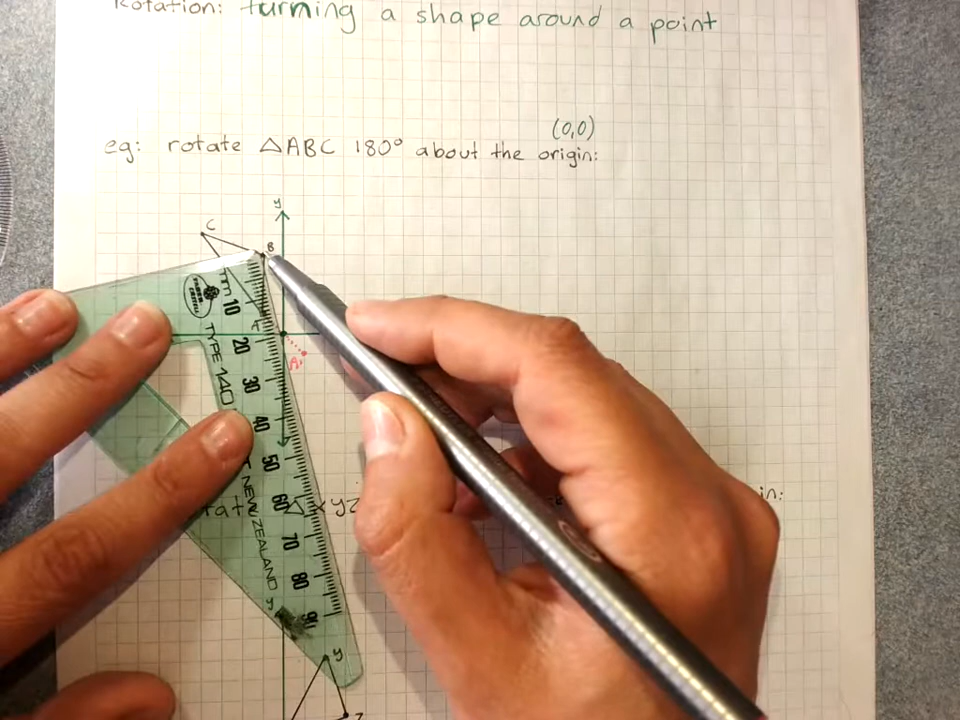 Rotation: turning a shape around a point
(0,0)
eg: rotate △ABC 180° about the origin:
y
C
B
A
A'
10
20
30
40
50
60
70
80
90
TYPE 140
NEW ZEALAND
△xyz
y
y
z